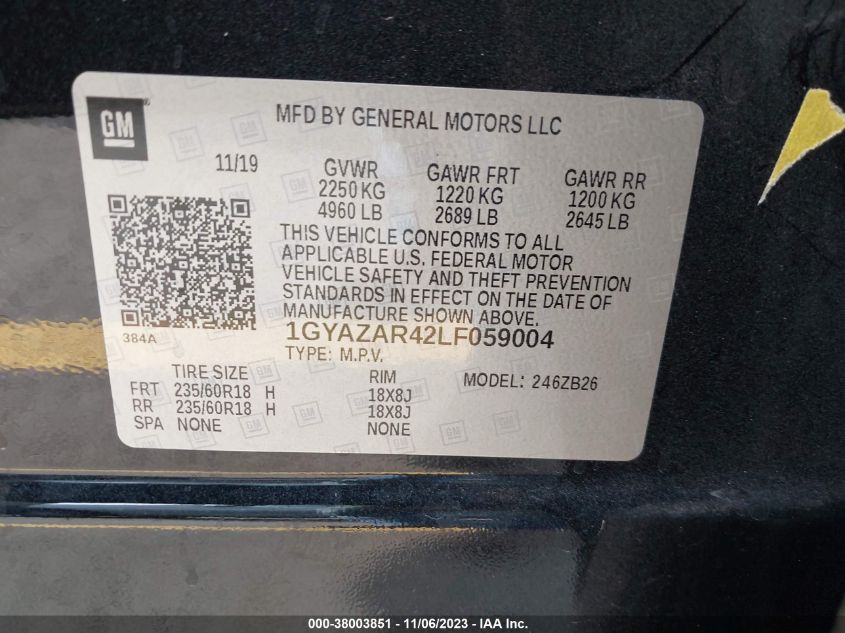 GM
MFD BY GENERAL MOTORS LLC
11/19 GVWR GAWR FRT GAWR RR
2250 KG 1220 KG 1200 KG
4960 LB 2689 LB 2645 LB
THIS VEHICLE CONFORMS TO ALL
APPLICABLE U.S. FEDERAL MOTOR
VEHICLE SAFETY AND THEFT PREVENTION
STANDARDS IN EFFECT ON THE DATE OF
MANUFACTURE SHOWN ABOVE.
384A
1GYAZAR42LF059004
TYPE: M.P.V.
TIRE SIZE RIM MODEL: 246ZB26
FRT 235/60R18 H 18X8J
RR 235/60R18 H 18X8J
SPA NONE NONE
000-38003851 - 11/06/2023 - IAA Inc.